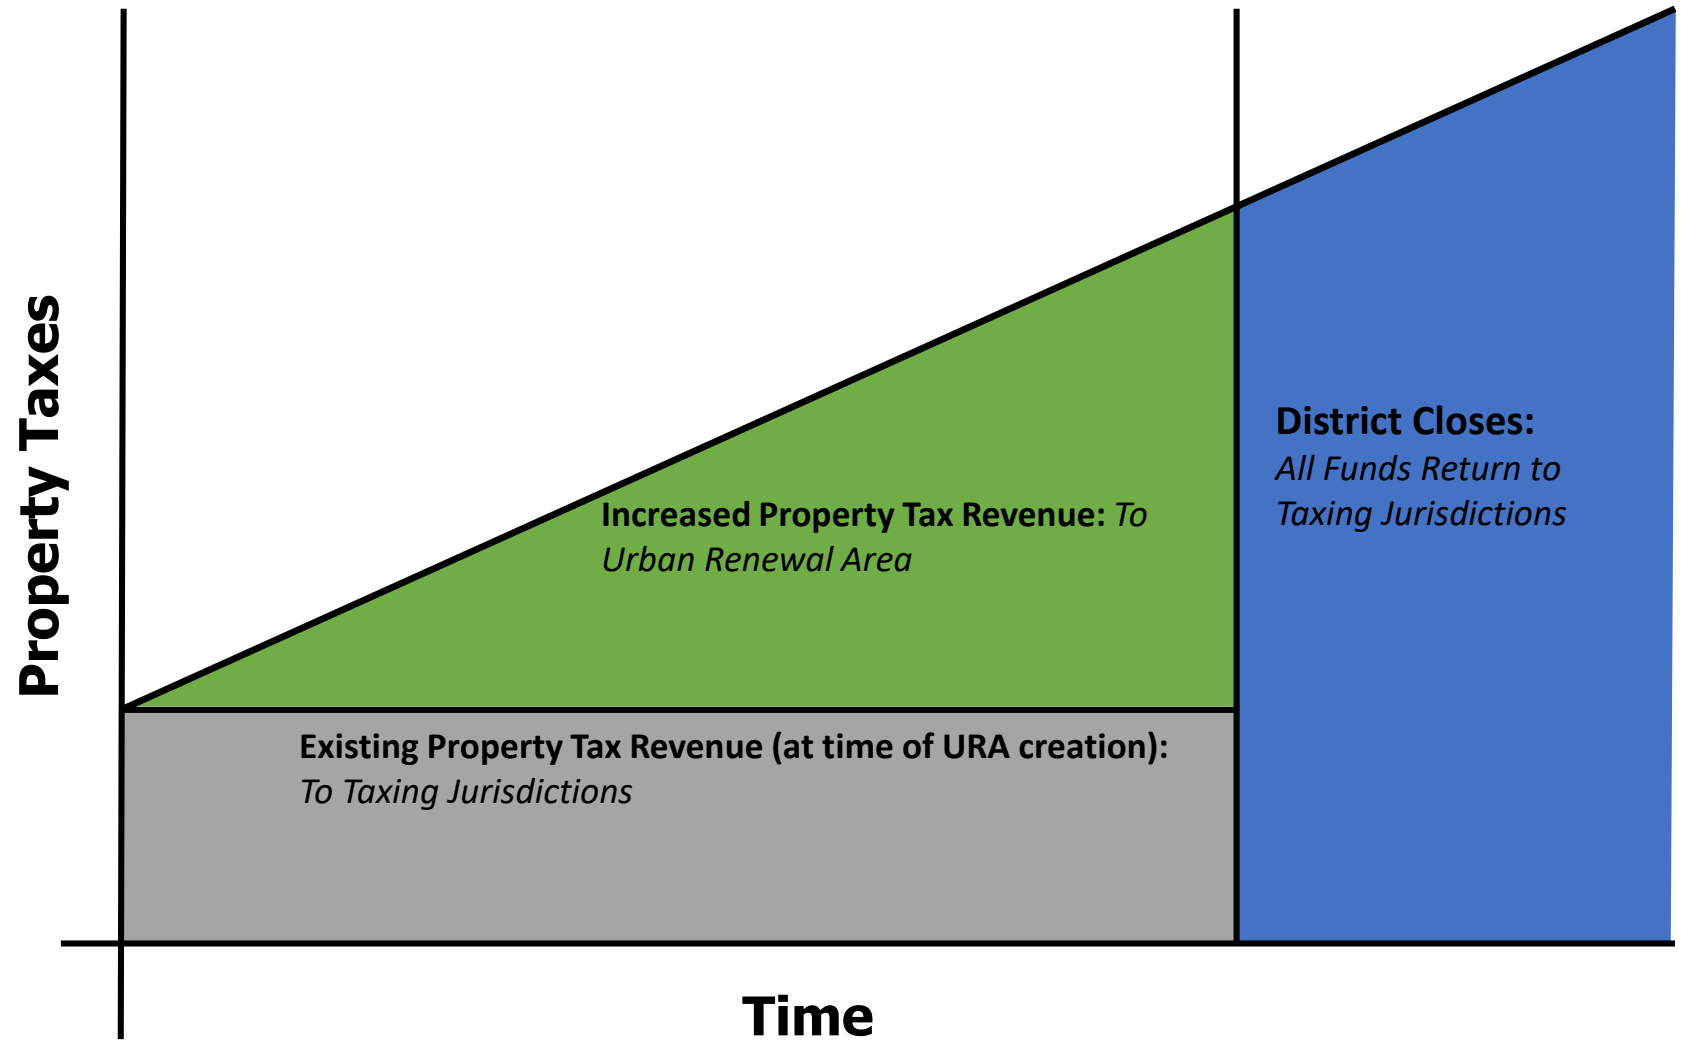 Property Taxes
Increased Property Tax Revenue: To
Urban Renewal Area
District Closes:
All Funds Return to
Taxing Jurisdictions
Existing Property Tax Revenue (at time of URA creation):
To Taxing Jurisdictions
Time